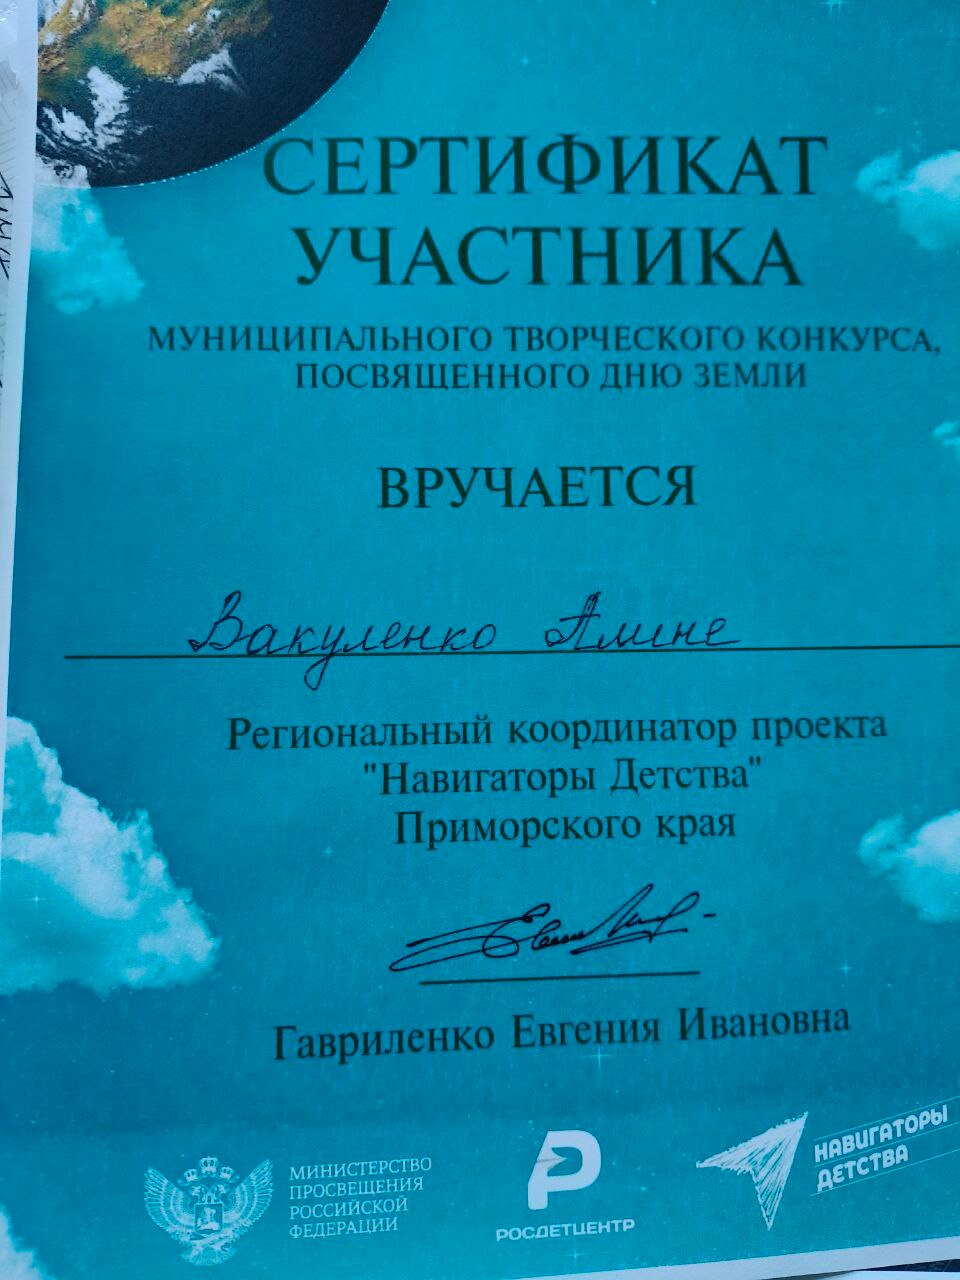 СЕРТИФИКАТ
УЧАСТНИКА
МУНИЦИПАЛЬНОГО ТВОРЧЕСКОГО КОНКУРСА,
ПОСВЯЩЕННОГО ДНЮ ЗЕМЛИ
ВРУЧАЕТСЯ
Вакуленко Амине
Региональный координатор проекта
"Навигаторы Детства"
Приморского края
Гавриленко Евгения Ивановна
МИНИСТЕРСТВО
ПРОСВЕЩЕНИЯ
РОССИЙСКОЙ
ФЕДЕРАЦИИ
РОСДЕТЦЕНТР
НАВИГАТОРЫ
ДЕТСТВА